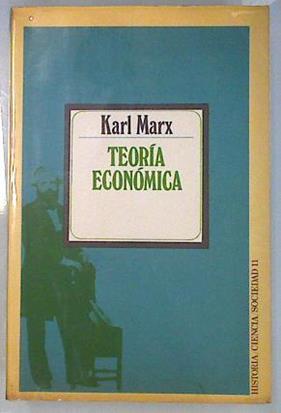 Karl Marx
TEORÍA
ECONÓMICA
HISTORIA/CIENCIA/SOCIEDAD 11